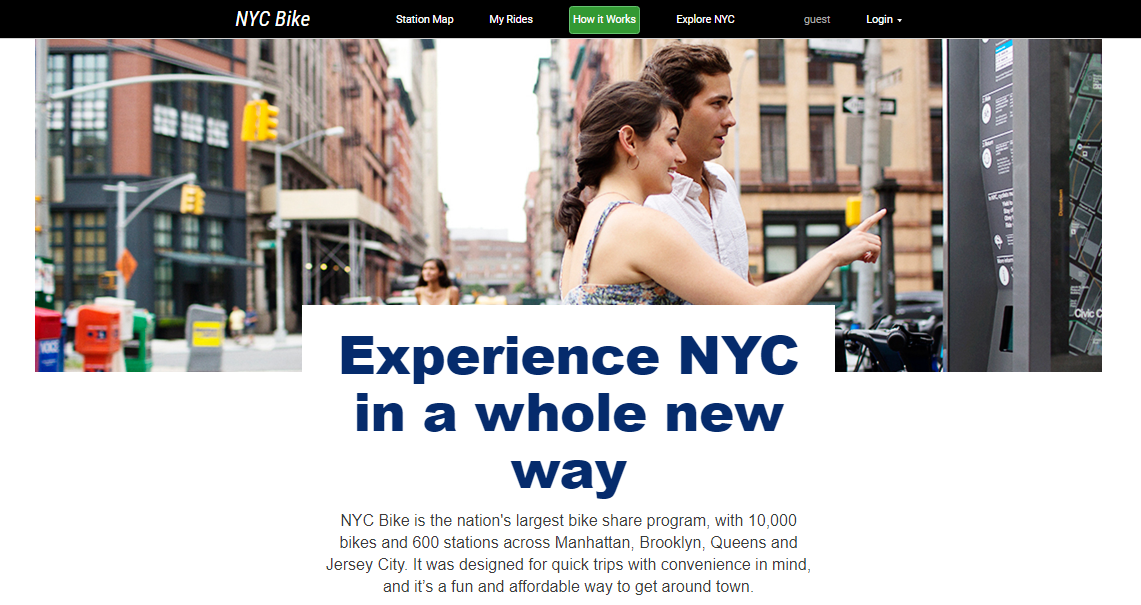 NYC Bike
Station Map
My Rides
How it Works
Explore NYC
guest
Login
Downtown
Civic C
VOICE
Experience NYC
in a whole new
way
NYC Bike is the nation's largest bike share program, with 10,000
bikes and 600 stations across Manhattan, Brooklyn, Queens and
Jersey City. It was designed for quick trips with convenience in mind,
and it’s a fun and affordable way to get around town.